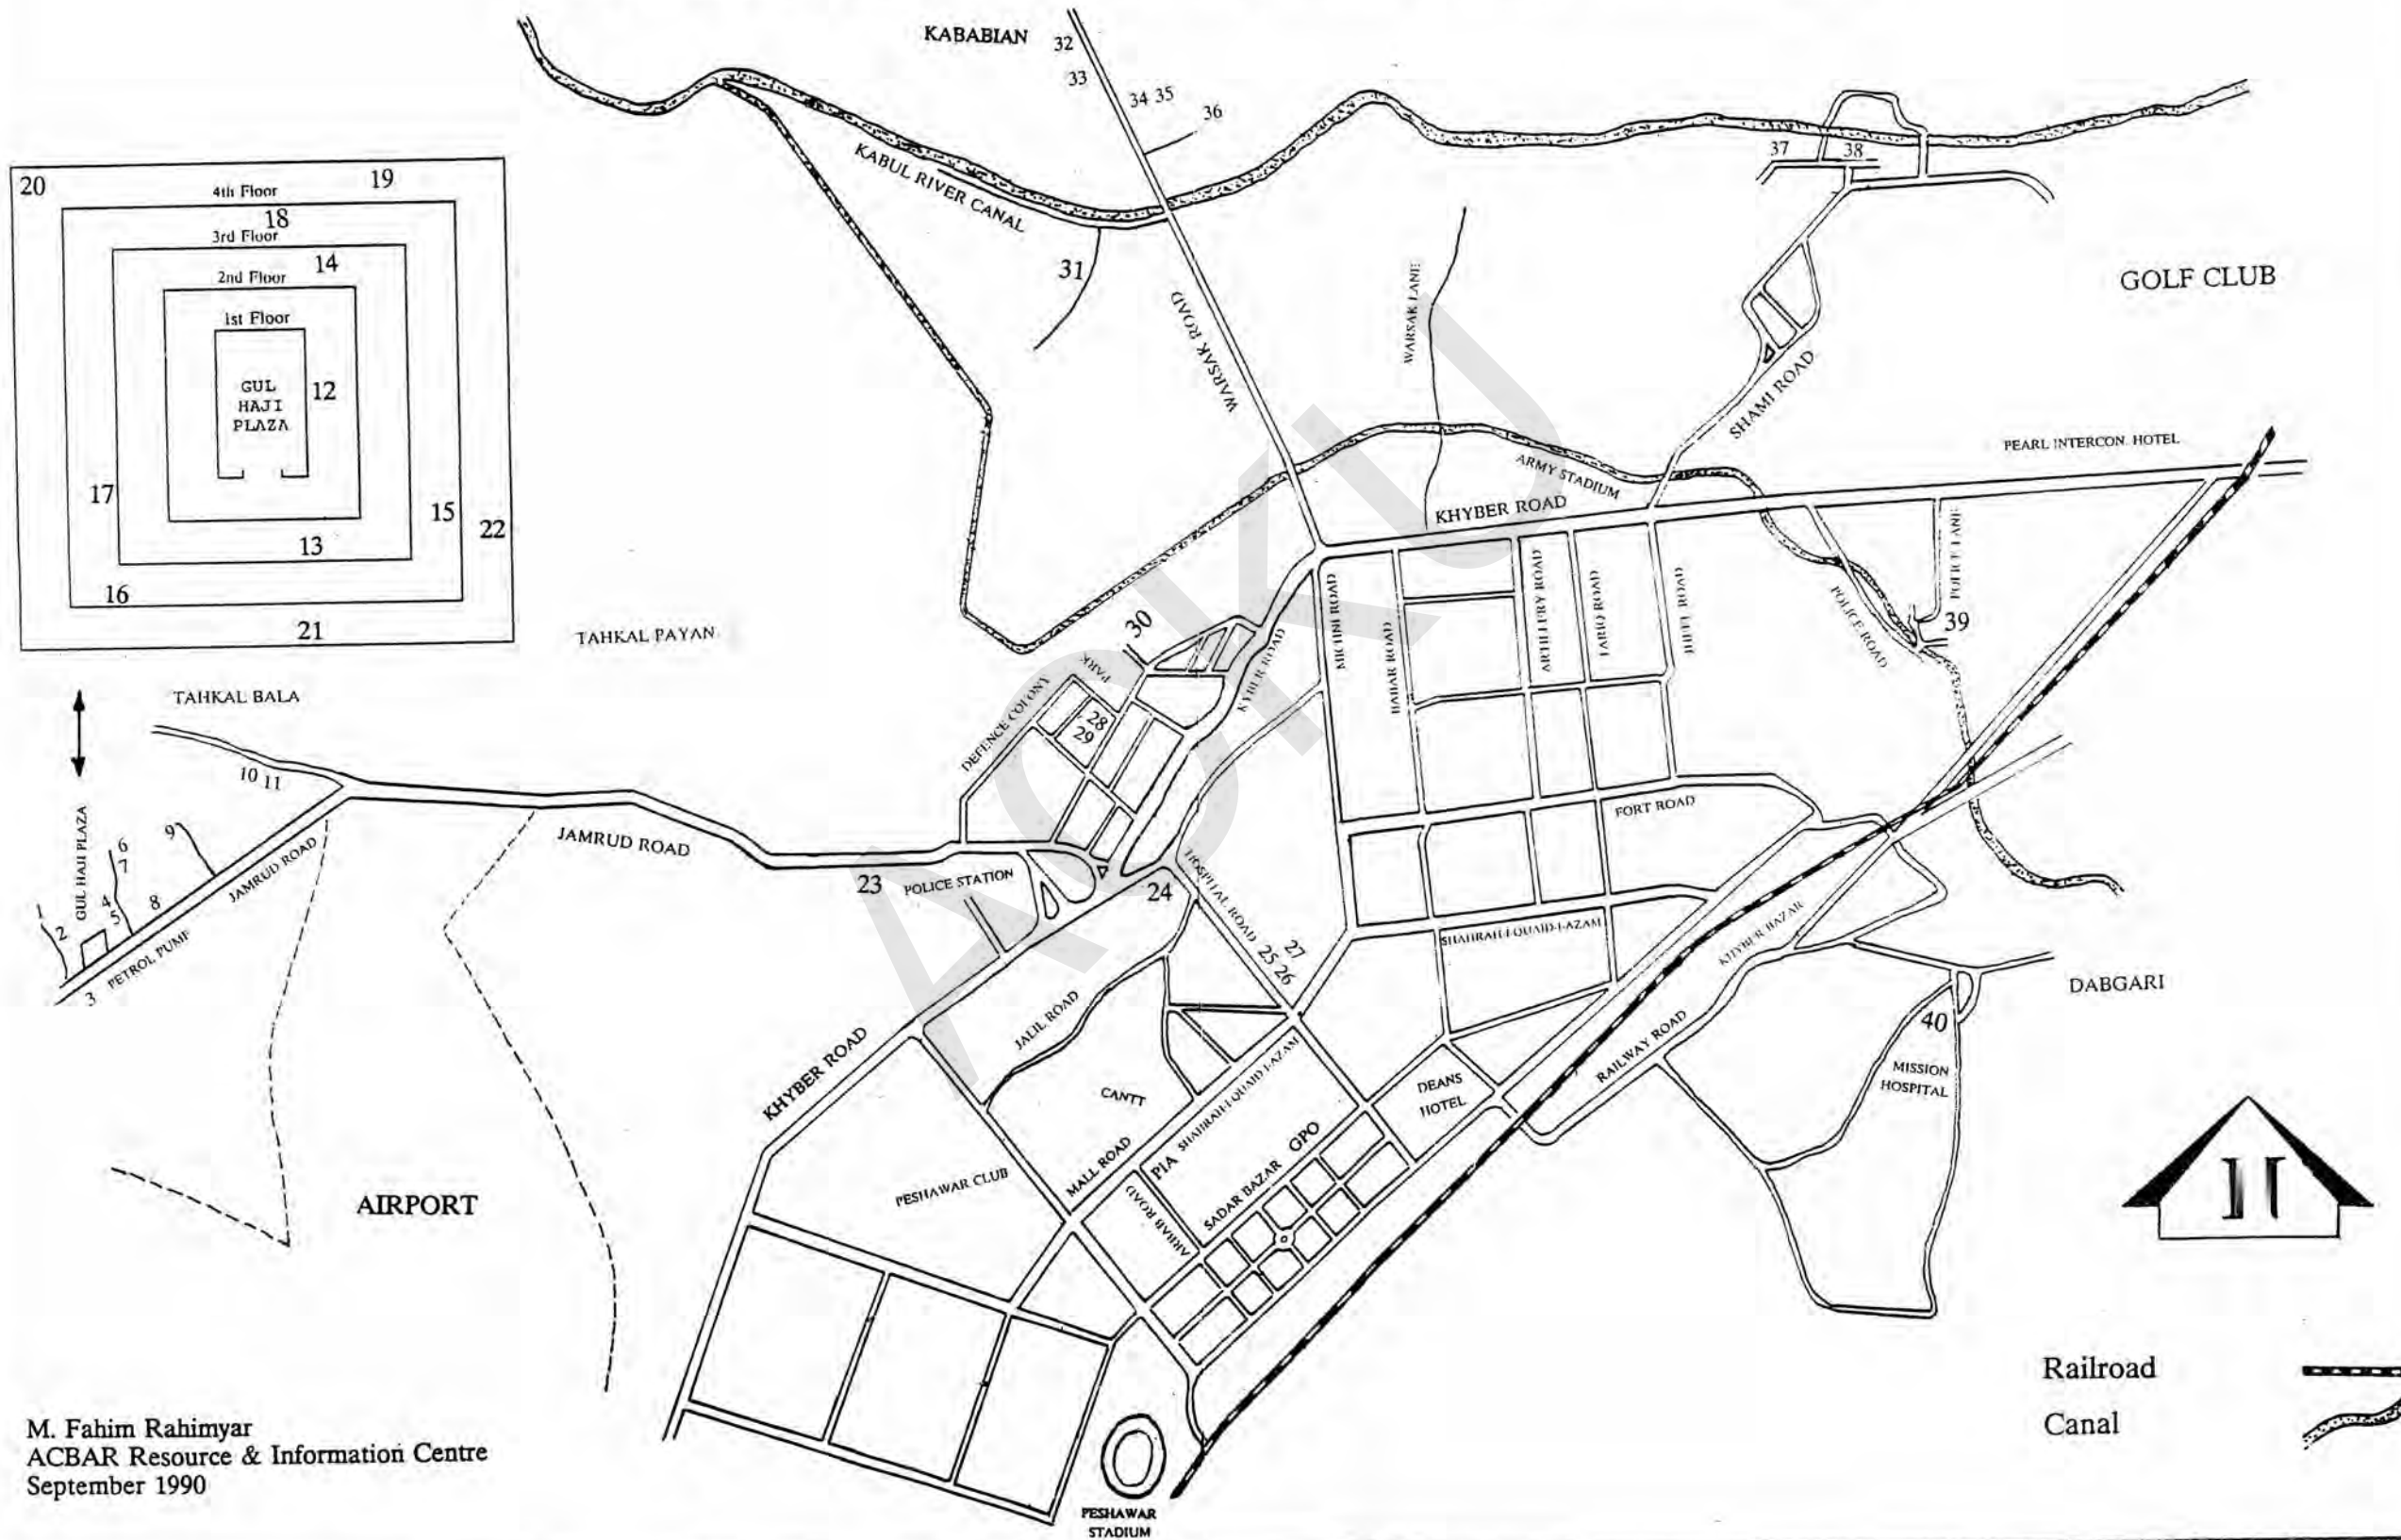 KABABIAN
32
33
34 35
36
KABUL RIVER CANAL
31
WARSAK ROAD
WARSAK LANE
37
38
GOLF CLUB
SHAMI ROAD
20
4th Floor
19
18
3rd Floor
14
2nd Floor
1st Floor
GUL
HAJI
PLAZA
12
17
15
22
13
16
21
PEARL INTERCON. HOTEL
ARMY STADIUM
KHYBER ROAD
MICHNI ROAD
BABAR ROAD
ARTILLERY ROAD
TARIQ ROAD
POLICE ROAD
POLICE LANE
39
TAHKAL PAYAN
TAHKAL BALA
30
PARK
KYBER ROAD
DEFENCE COLONY
28
29
10 11
GUL HAJI PLAZA
1
2
6
7
4
5
8
9
JAMRUD ROAD
PETROL PUMP
3
JAMRUD ROAD
FORT ROAD
23
POLICE STATION
24
HOSPITAL ROAD
25 26
27
SHAHRAH-I-QUAID-I-AZAM
KHYBER BAZAR
DABGARI
JALIL ROAD
KHYBER ROAD
CANTT
RAILWAY ROAD
40
MISSION
HOSPITAL
DEANS
HOTEL
SHAHRAH-I-QUAID-I-AZAM
PIA
MALL ROAD
GPO
SADAR BAZAR
ARBAB ROAD
PESHAWAR CLUB
AIRPORT
Railroad
Canal
M. Fahim Rahimyar
ACBAR Resource & Information Centre
September 1990
PESHAWAR
STADIUM
ACKU